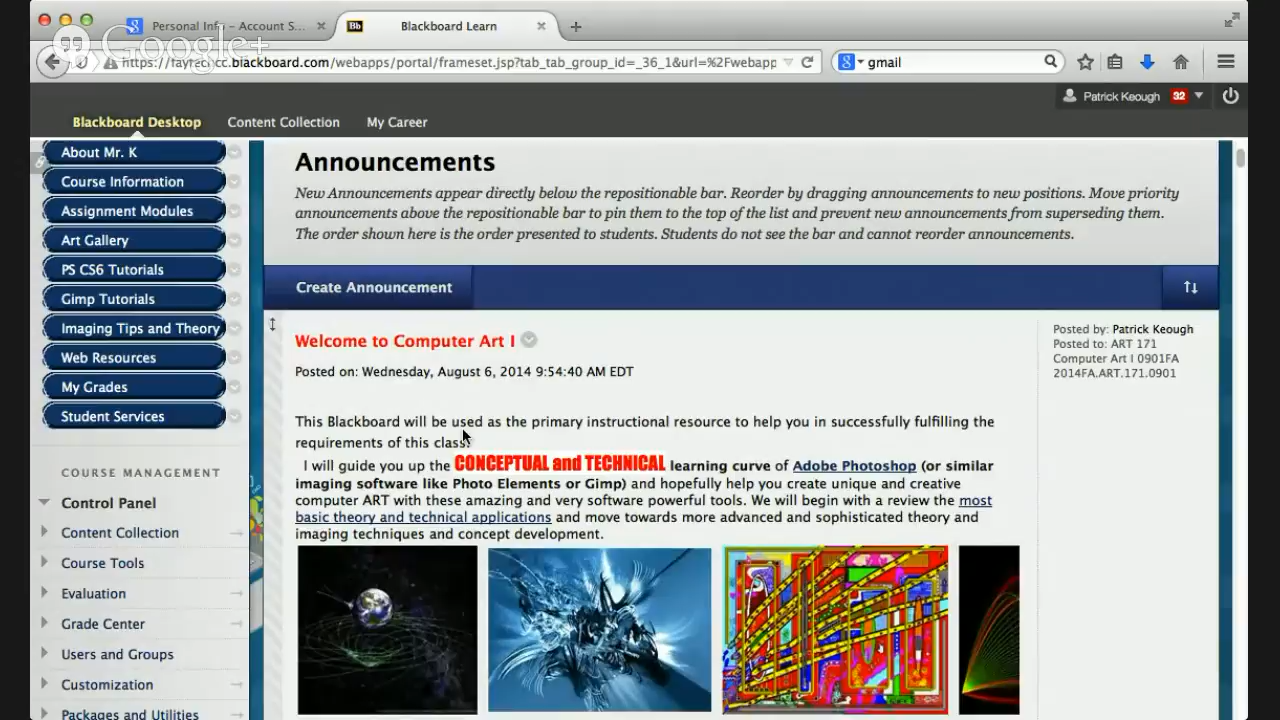 Personal Info - Account S...
Blackboard Learn
Google+
.blackboard.com/webapps/portal/frameset.jsp?tab_tab_group_id=_36_1&url=%2Fwebapp
gmail
Patrick Keough 32
Blackboard Desktop
Content Collection
My Career
About Mr. K
Course Information
Assignment Modules
Art Gallery
PS CS6 Tutorials
Gimp Tutorials
Imaging Tips and Theory
Web Resources
My Grades
Student Services
COURSE MANAGEMENT
Control Panel
Content Collection
Course Tools
Evaluation
Grade Center
Users and Groups
Customization
Packages and Utilities
Announcements
New Announcements appear directly below the repositionable bar. Reorder by dragging announcements to new positions. Move priority
announcements above the repositionable bar to pin them to the top of the list and prevent new announcements from superseding them.
The order shown here is the order presented to students. Students do not see the bar and cannot reorder announcements.
Create Announcement
Welcome to Computer Art I
Posted on: Wednesday, August 6, 2014 9:54:40 AM EDT
This Blackboard will be used as the primary instructional resource to help you in successfully fulfilling the
requirements of this class.
I will guide you up the CONCEPTUAL and TECHNICAL learning curve of Adobe Photoshop (or similar
imaging software like Photo Elements or Gimp) and hopefully help you create unique and creative
computer ART with these amazing and very software powerful tools. We will begin with a review the most
basic theory and technical applications and move towards more advanced and sophisticated theory and
imaging techniques and concept development.
Posted by: Patrick Keough
Posted to: ART 171
Computer Art I 0901FA
2014FA.ART.171.0901